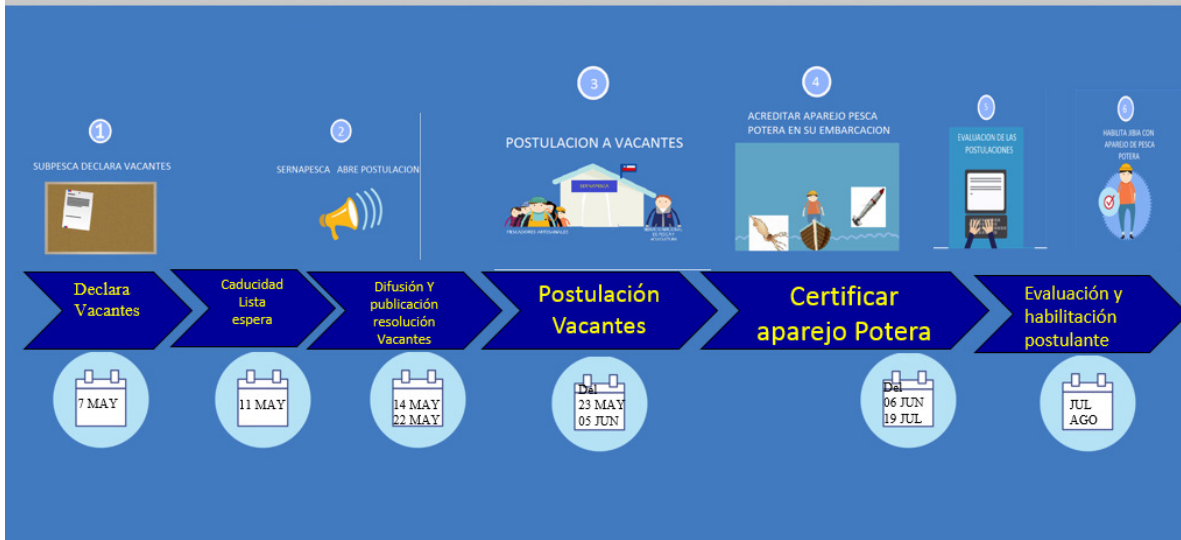 1
SUBPESCA DECLARA VACANTES
2
SERNAPESCA ABRE POSTULACION
3
POSTULACION A VACANTES
SERNAPESCA
PESCADORES ARTESANALES
4
ACREDITAR APAREJO PESCA
POTERA EN SU EMBARCACION
5
EVALUACION DE LAS
POSTULACIONES
6
HABILITA JIBIA CON
APAREJO DE PESCA
POTERA
Declara
Vacantes
Caducidad
Lista
espera
Difusión Y
publicación
resolución
Vacantes
Postulación
Vacantes
Certificar
aparejo Potera
Evaluación y
habilitación
postulante
7 MAY
11 MAY
14 MAY
22 MAY
Del
23 MAY
05 JUN
Del
06 JUN
19 JUL
JUL
AGO